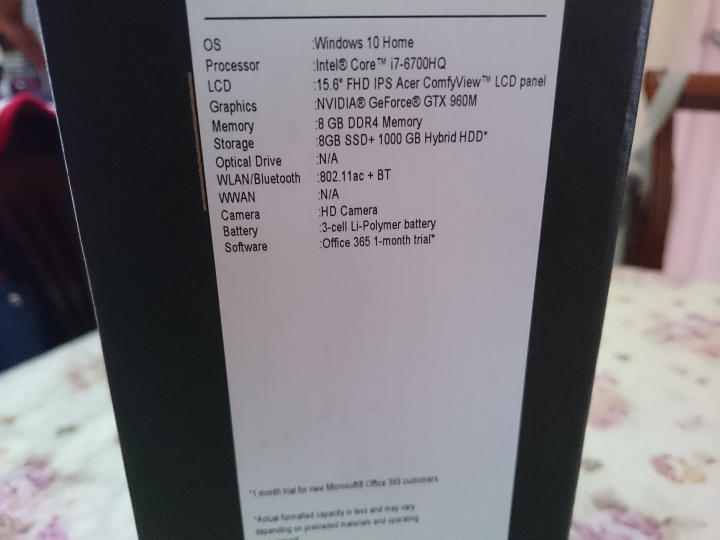 OS :Windows 10 Home
Processor :Intel® Core™ i7-6700HQ
LCD :15.6" FHD IPS Acer ComfyView™ LCD panel
Graphics :NVIDIA® GeForce® GTX 960M
Memory :8 GB DDR4 Memory
Storage :8GB SSD+ 1000 GB Hybrid HDD*
Optical Drive :N/A
WLAN/Bluetooth :802.11ac + BT
WWAN :N/A
Camera :HD Camera
Battery :3-cell Li-Polymer battery
Software :Office 365 1-month trial*
*1 month trial for new Microsoft® Office 365 customers
*Actual formatted capacity is less and may vary
depending on preloaded materials and operating